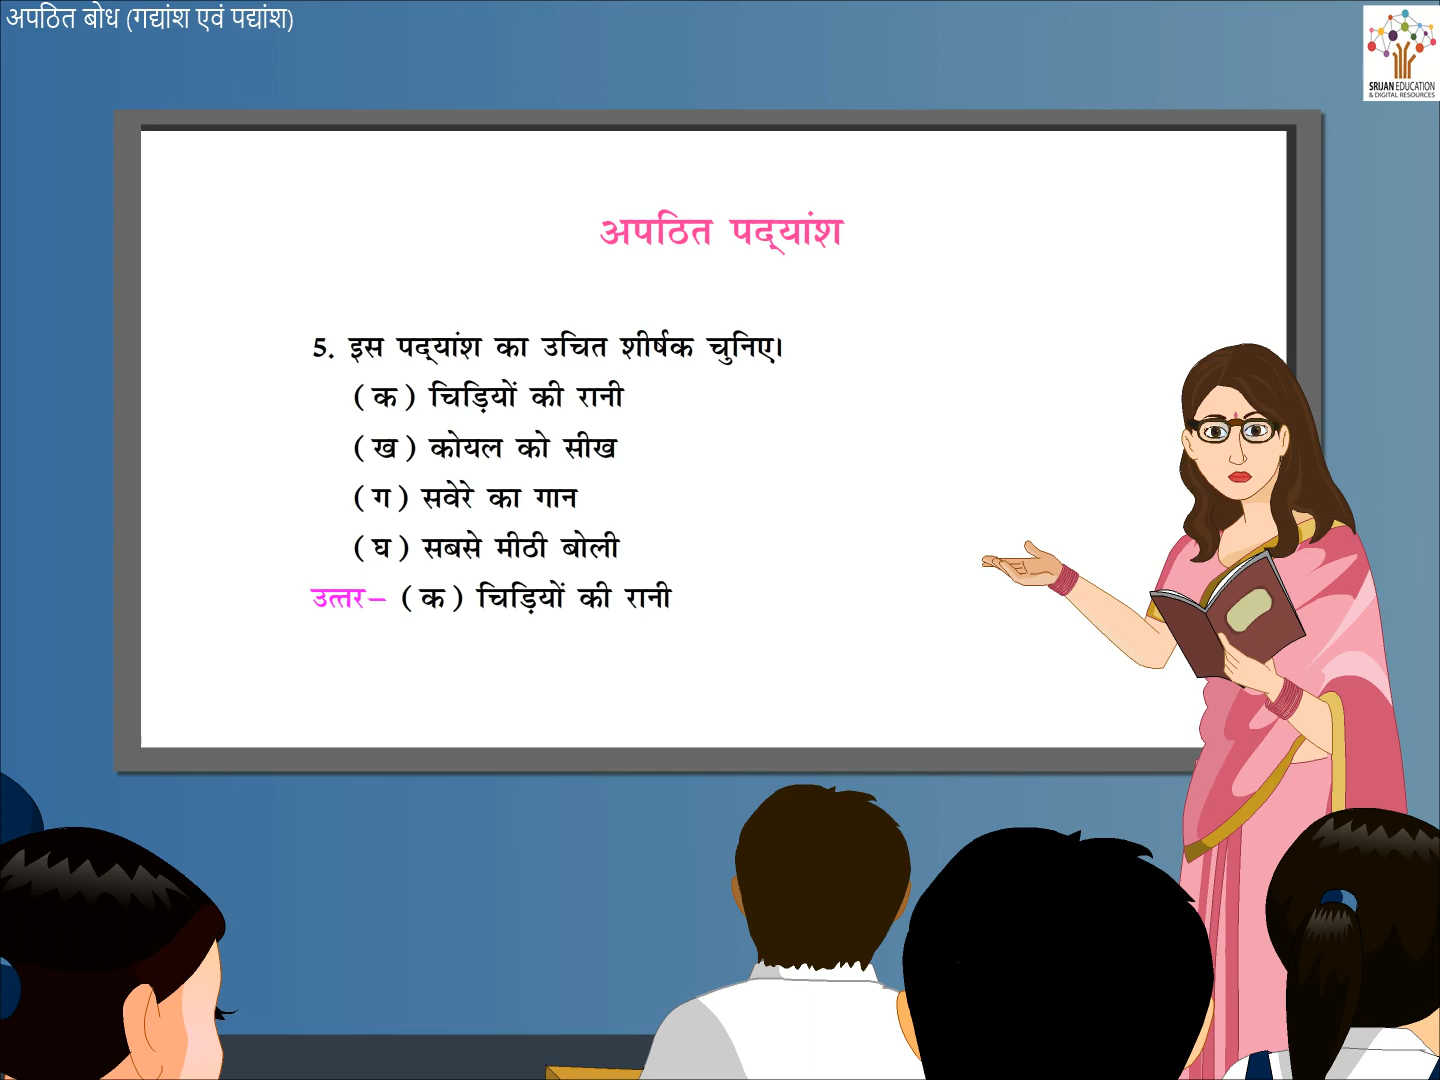 अपठित बोध (गद्यांश एवं पद्यांश)
SRIJAN EDUCATION
& DIGITAL RESOURCES
अपठित पद्‌यांश
5. इस पद्‌यांश का उचित शीर्षक चुनिए।
(क) चिड़ियों की रानी
(ख) कोयल को सीख
(ग) सवेरे का गान
(घ) सबसे मीठी बोली
उत्तर– (क) चिड़ियों की रानी